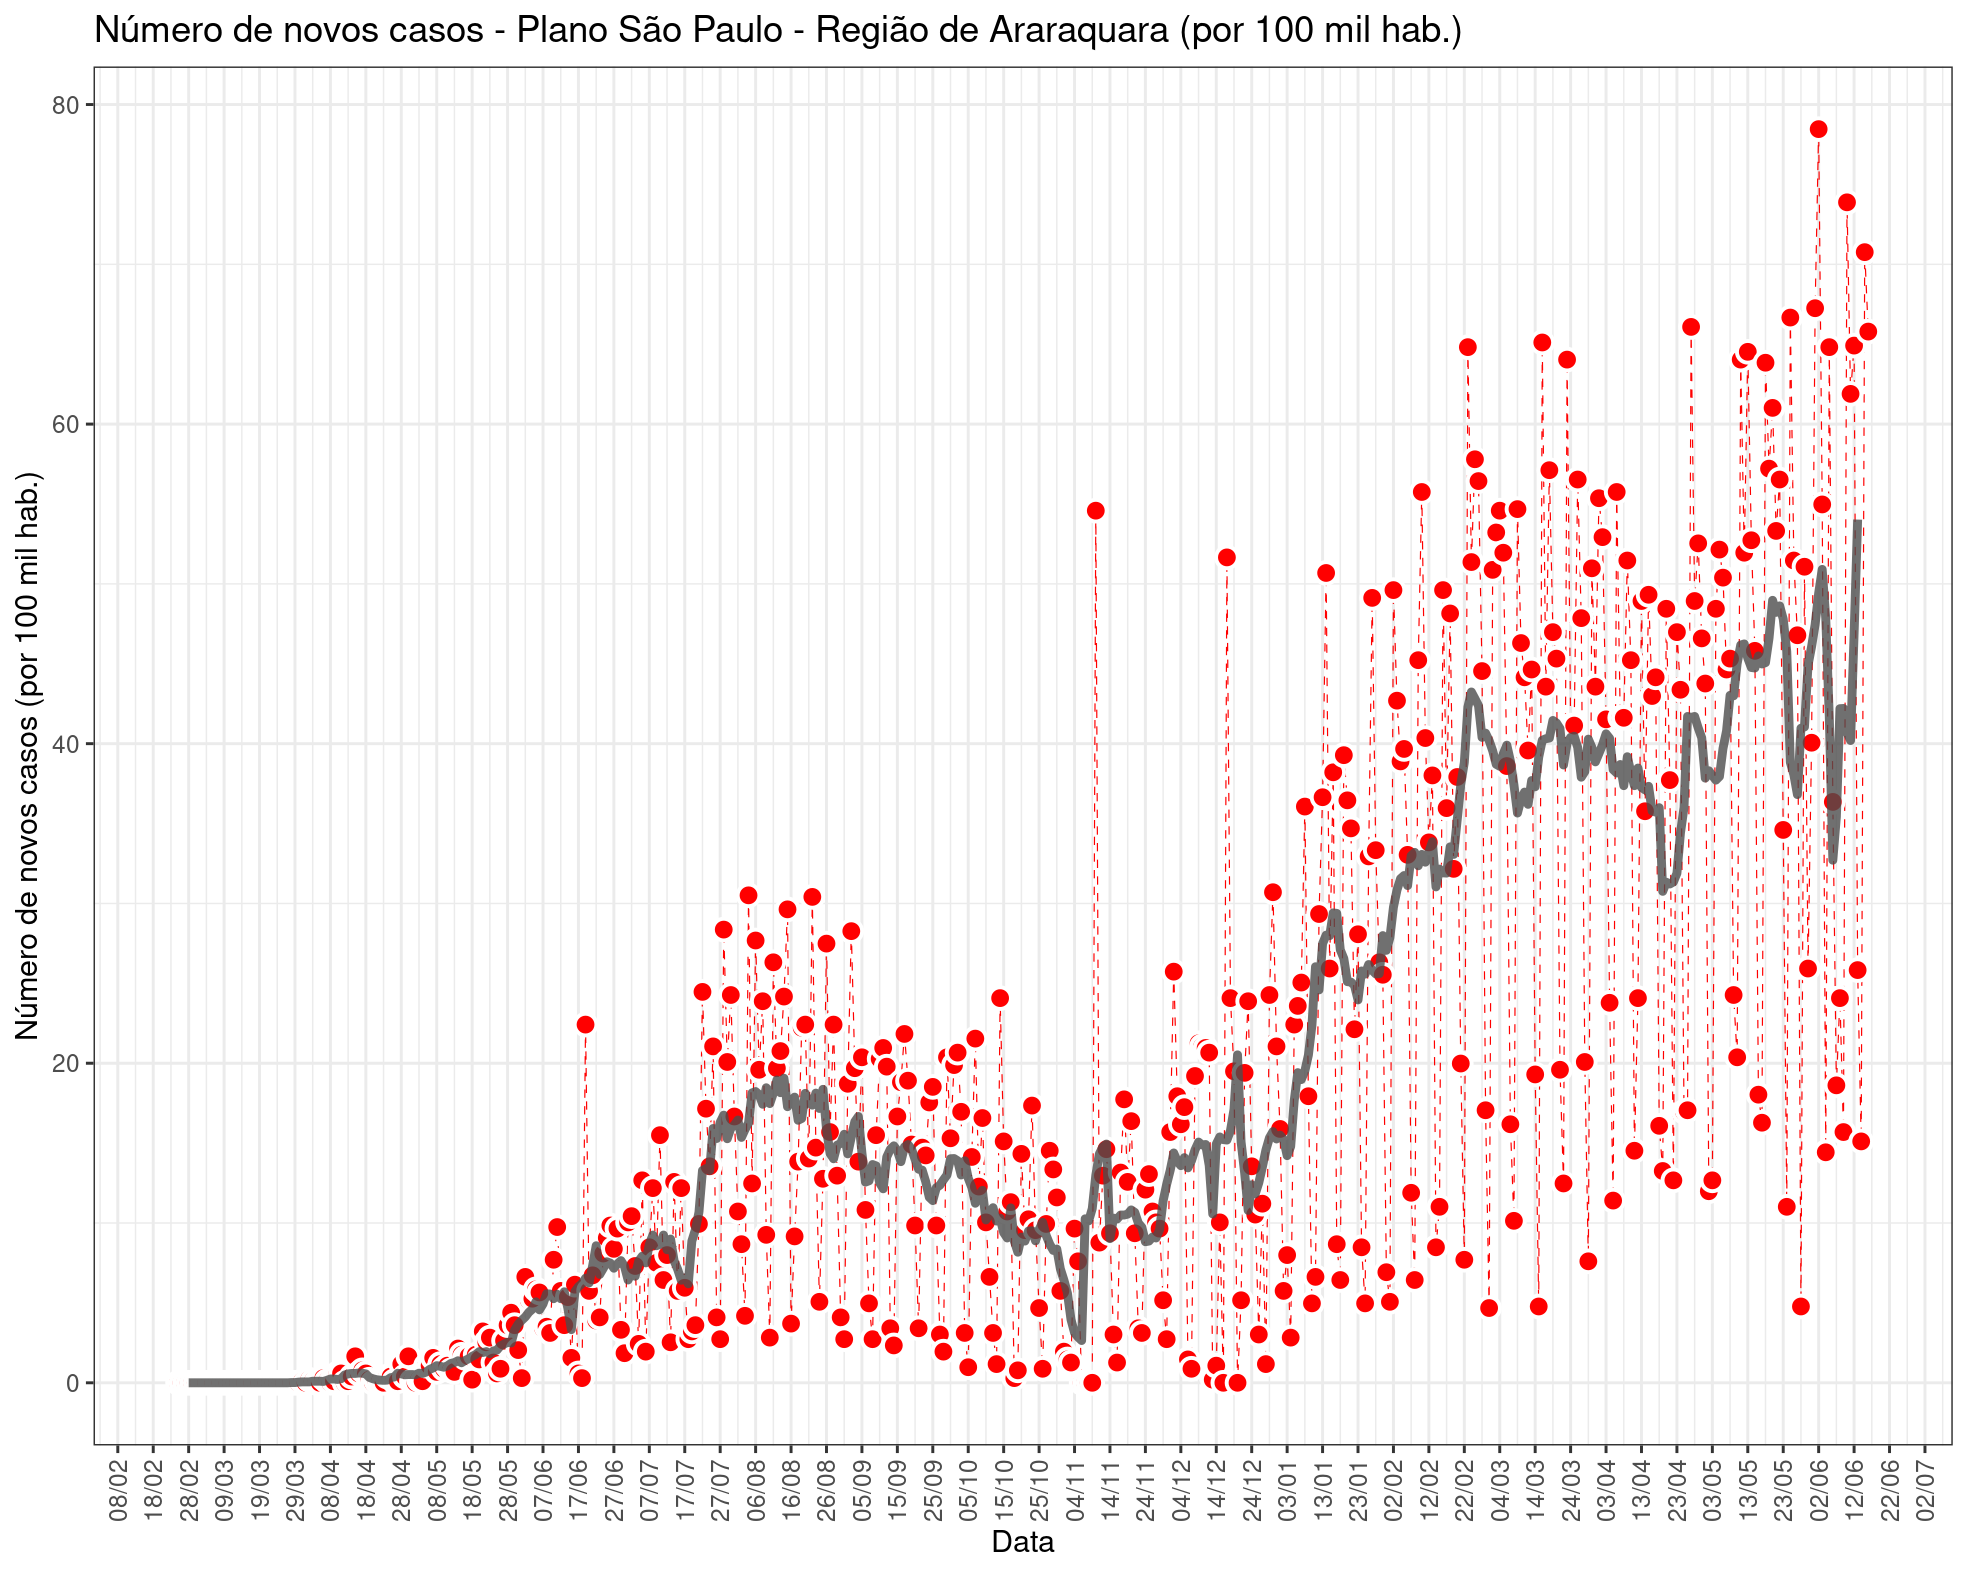 Número de novos casos - Plano São Paulo - Região de Araraquara (por 100 mil hab.)
Número de novos casos (por 100 mil hab.)
80
60
40
20
0
08/02 18/02 28/02 09/03 19/03 29/03 08/04 18/04 28/04 08/05 18/05 28/05 07/06 17/06 27/06 07/07 17/07 27/07 06/08 16/08 26/08 05/09 15/09 25/09 05/10 15/10 25/10 04/11 14/11 24/11 04/12 14/12 24/12 03/01 13/01 23/01 02/02 12/02 22/02 04/03 14/03 24/03 03/04 13/04 23/04 03/05 13/05 23/05 02/06 12/06 22/06 02/07
Data